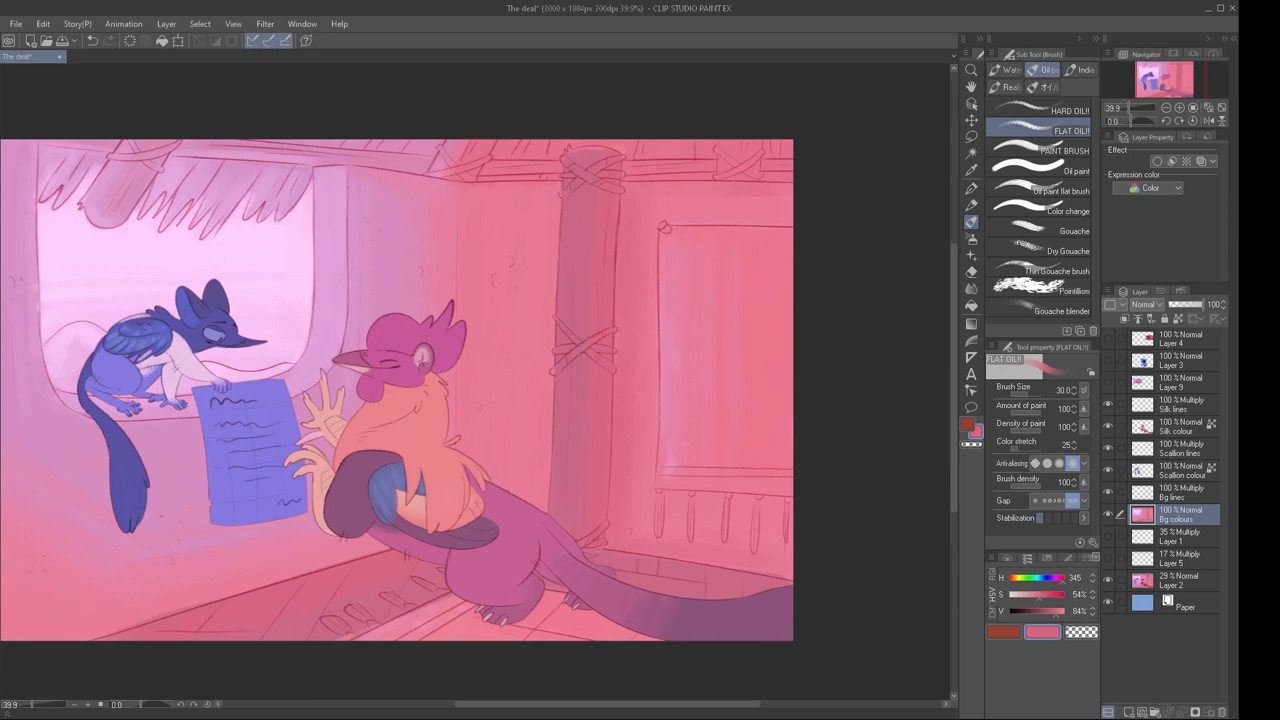 The deal* (3000 x 1884px 300dpi 39.9%) - CLIP STUDIO PAINT EX
File Edit Story(P) Animation Layer Select View Filter Window Help
The deal*
Sub Tool [Brush]
Oil
India
HARD OIL!!
FLAT OIL!!
PAINT BRUSH
Oil paint
Oil paint flat brush
Color change
Gouache
Dry Gouache
Thin Gouache brush
Pointillism
Gouache blender
Tool property [FLAT OIL!!]
FLAT OIL!!
Brush Size 30.0
Amount of paint 100
Density of paint 100
Color stretch 25
Anti-aliasing
Brush density 100
Gap
Stabilization
HSV
H 345
S 54%
V 84%
Navigator
39.9
0.0
Layer Property
Effect
Expression color
Color
Layer
Normal 100
100 % Normal
Layer 4
100 % Normal
Layer 3
100 % Normal
Layer 9
100 % Multiply
Silk lines
100 % Normal
Silk colour
100 % Multiply
Scallion lines
100 % Normal
Scallion colour
100 % Multiply
Bg lines
100 % Normal
Bg colours
35 % Multiply
Layer 1
17 % Multiply
Layer 5
29 % Normal
Layer 2
Paper
39.9
0.0